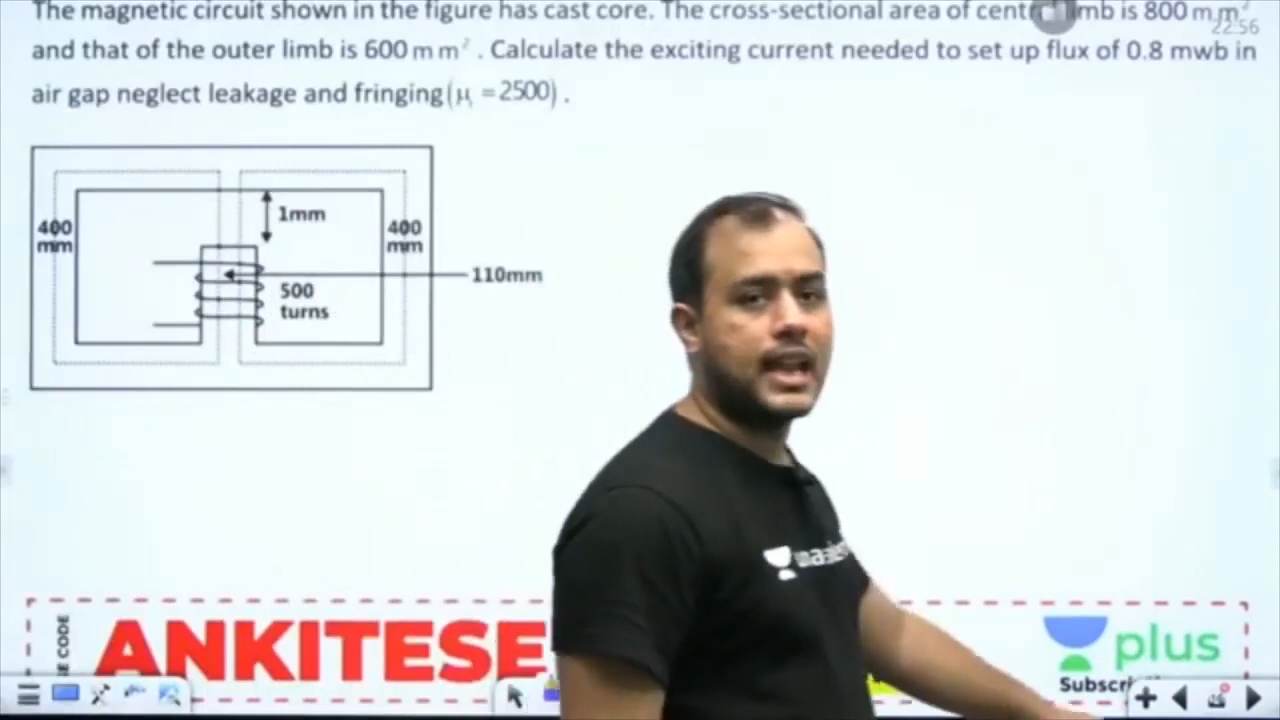 The magnetic circuit shown in the figure has cast core. The cross-sectional area of limb is 800 mm²
22:56
and that of the outer limb is 600 mm². Calculate the exciting current needed to set up flux of 0.8 mwb in
air gap neglect leakage and fringing (μ = 2500).
400
mm
1mm
400
mm
110mm
500
turns
CODE
ANKITESE
plus